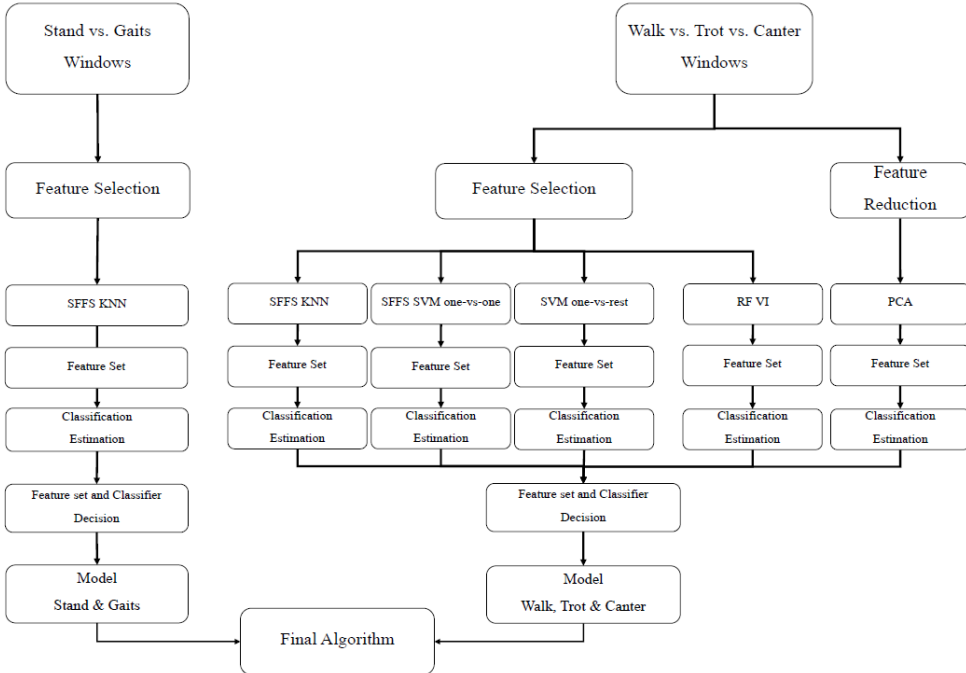 Stand vs. Gaits
Windows
Walk vs. Trot vs. Canter
Windows
Feature Selection
Feature Selection
Feature
Reduction
SFFS KNN
SFFS KNN
SFFS SVM one-vs-one
SVM one-vs-rest
RF VI
PCA
Feature Set
Feature Set
Feature Set
Feature Set
Feature Set
Feature Set
Classification
Estimation
Classification
Estimation
Classification
Estimation
Classification
Estimation
Classification
Estimation
Classification
Estimation
Feature set and Classifier
Decision
Feature set and Classifier
Decision
Model
Stand & Gaits
Model
Walk, Trot & Canter
Final Algorithm